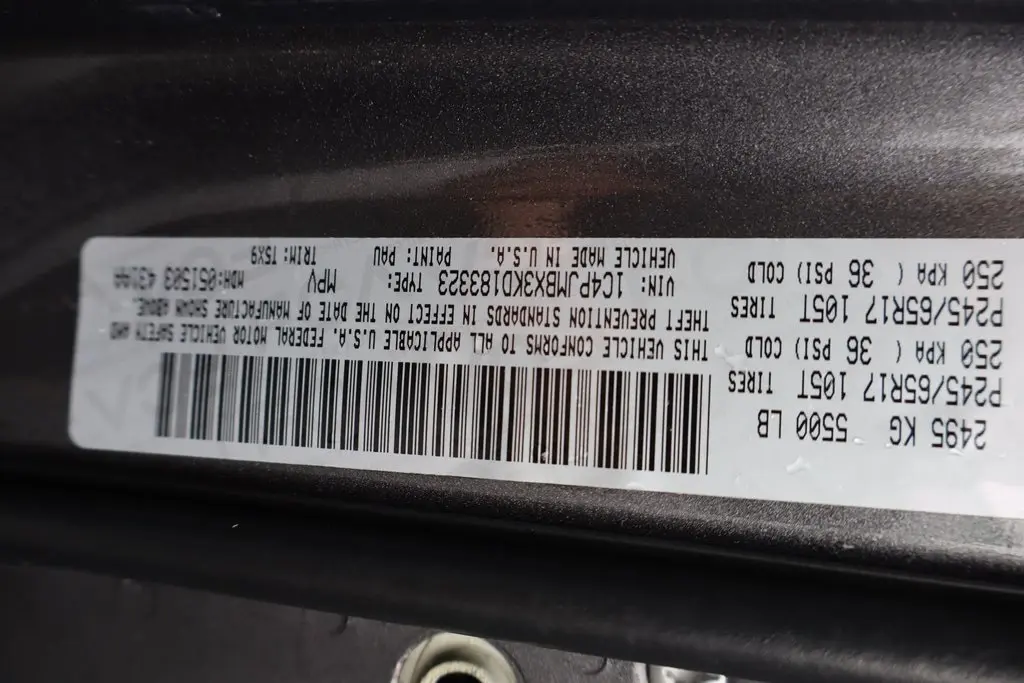 2495 KG 5500 LB
P245/65R17 105T TIRES
250 KPA ( 36 PSI) COLD
P245/65R17 105T TIRES
250 KPA ( 36 PSI) COLD
THIS VEHICLE CONFORMS TO ALL APPLICABLE U.S.A. FEDERAL MOTOR VEHICLE SAFETY AND
THEFT PREVENTION STANDARDS IN EFFECT ON THE DATE OF MANUFACTURE SHOWN ABOVE.
VIN: 1C4PJMBX3KD183323 TYPE: MPV MDH: 051503 431AA
VEHICLE MADE IN U.S.A. PAINT: PAU TRIM: T5X9